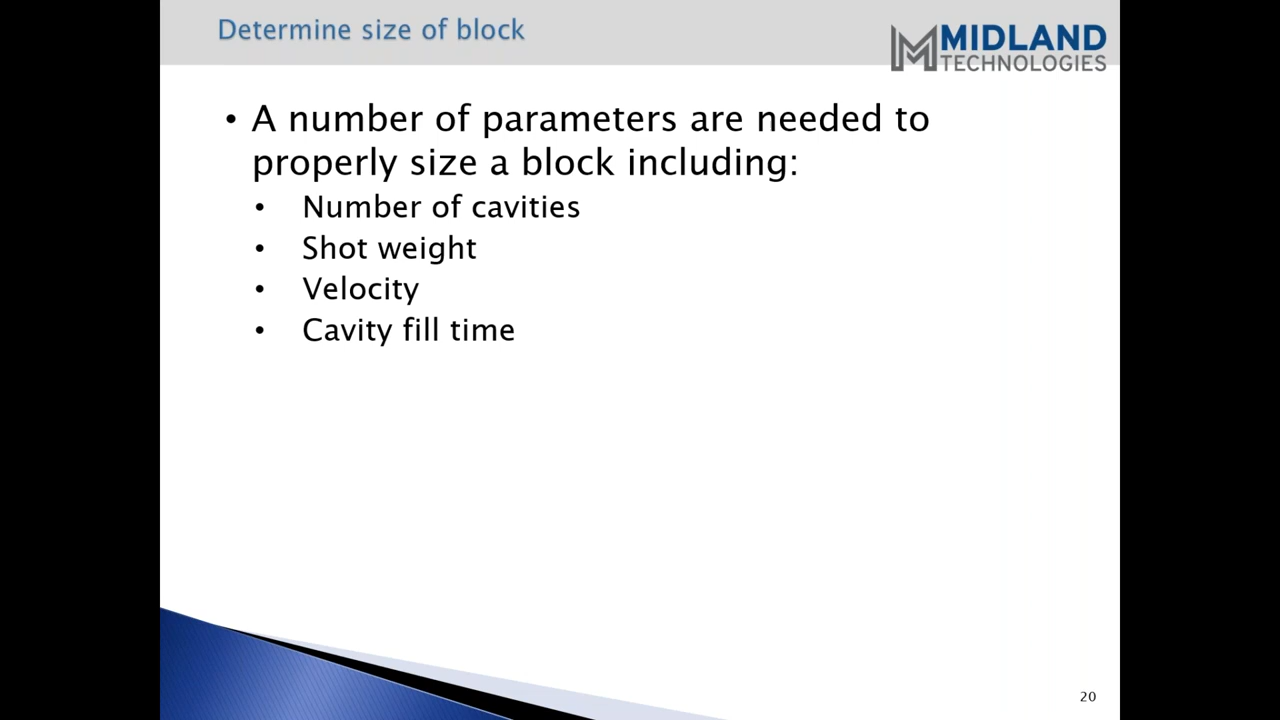 Determine size of block
MIDLAND
TECHNOLOGIES
• A number of parameters are needed to
properly size a block including:
• Number of cavities
• Shot weight
• Velocity
• Cavity fill time
20